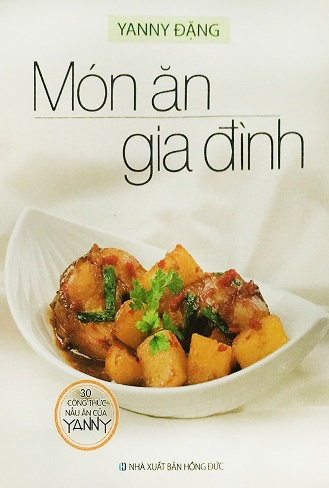 YANNY ĐẶNG
Món ăn
gia đình
30
CÔNG THỨC
NẤU ĂN CỦA
YANNY
NHÀ XUẤT BẢN HỒNG ĐỨC